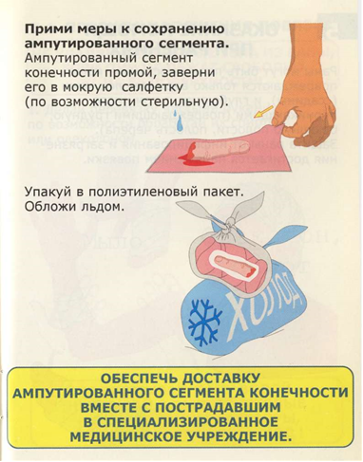 Прими меры к сохранению
ампутированного сегмента.
Ампутированный сегмент
конечности промой, заверни
его в мокрую салфетку
(по возможности стерильную).
Упакуй в полиэтиленовый пакет.
Обложи льдом.
ХОЛОД
ОБЕСПЕЧЬ ДОСТАВКУ
АМПУТИРОВАННОГО СЕГМЕНТА КОНЕЧНОСТИ
ВМЕСТЕ С ПОСТРАДАВШИМ
В СПЕЦИАЛИЗИРОВАННОЕ
МЕДИЦИНСКОЕ УЧРЕЖДЕНИЕ.